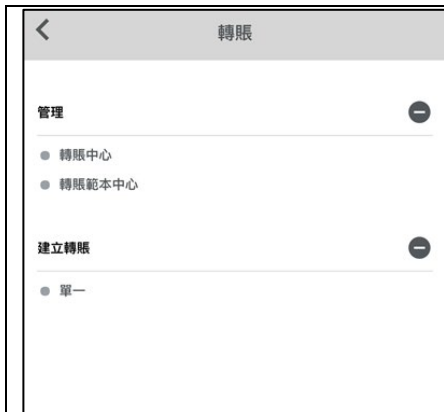 轉賬
管理
轉賬中心
轉賬範本中心
建立轉賬
單一